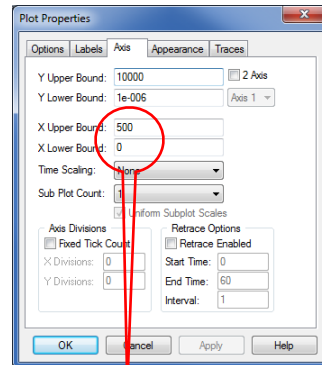 Plot Properties
Options Labels Axis Appearance Traces
Y Upper Bound: 10000 2 Axis
Y Lower Bound: 1e-006 Axis 1
X Upper Bound: 500
X Lower Bound: 0
Time Scaling: None
Sub Plot Count: 1
Uniform Subplot Scales
Axis Divisions Retrace Options
Fixed Tick Count Retrace Enabled
X Divisions: 0 Start Time: 0
Y Divisions: 0 End Time: 60
Interval: 1
OK Cancel Apply Help